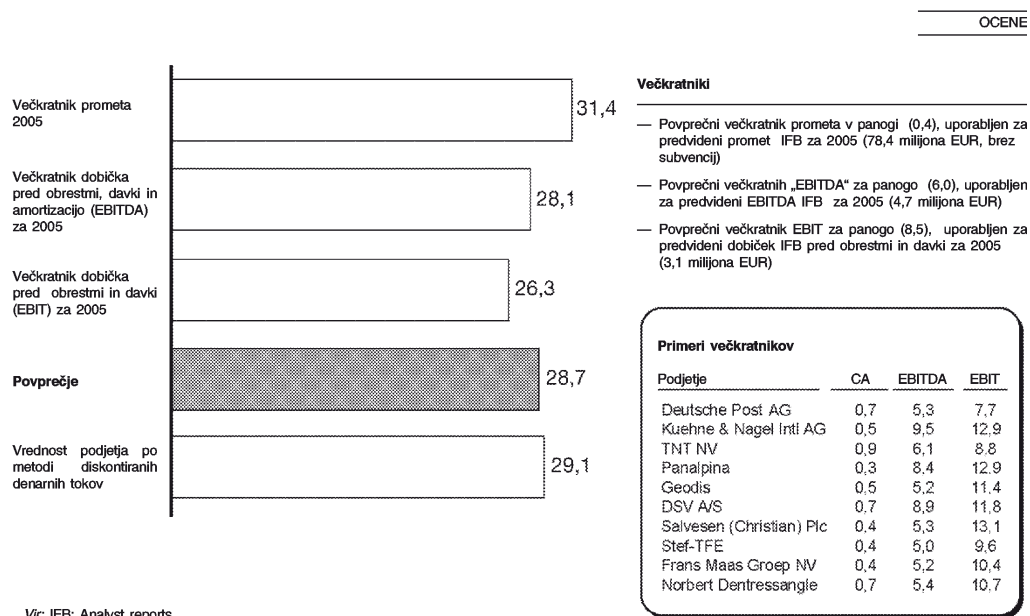 OCENE
Večkratnik prometa
2005
31,4
Večkratnik dobička
pred obrestmi, davki in
amortizacijo (EBITDA)
za 2005
28,1
Večkratnik dobička
pred obrestmi in davki
(EBIT) za 2005
26,3
Povprečje
28,7
Vrednost podjetja po
metodi diskontiranih
denarnih tokov
29,1
Večkratniki
— Povprečni večkratnik prometa v panogi (0,4), uporabljen za
predvideni promet IFB za 2005 (78,4 milijona EUR, brez
subvencij)
— Povprečni večkratnih „EBITDA“ za panogo (6,0), uporabljen
za predvideni EBITDA IFB za 2005 (4,7 milijona EUR)
— Povprečni večkratnik EBIT za panogo (8,5), uporabljen za
predvideni dobiček IFB pred obrestmi in davki za 2005
(3,1 milijona EUR)
Primeri večkratnikov
Podjetje CA EBITDA EBIT
Deutsche Post AG 0,7 5,3 7,7
Kuehne & Nagel Intl AG 0,5 9,5 12,9
TNT NV 0,9 6,1 8,8
Panalpina 0,3 8,4 12,9
Geodis 0,5 5,2 11,4
DSV A/S 0,7 8,9 11,8
Salvesen (Christian) Plc 0,4 5,3 13,1
Stef-TFE 0,4 5,0 9,6
Frans Maas Groep NV 0,4 5,2 10,4
Norbert Dentressangle 0,7 5,4 10,7
Vir: IFB; Analyst reports